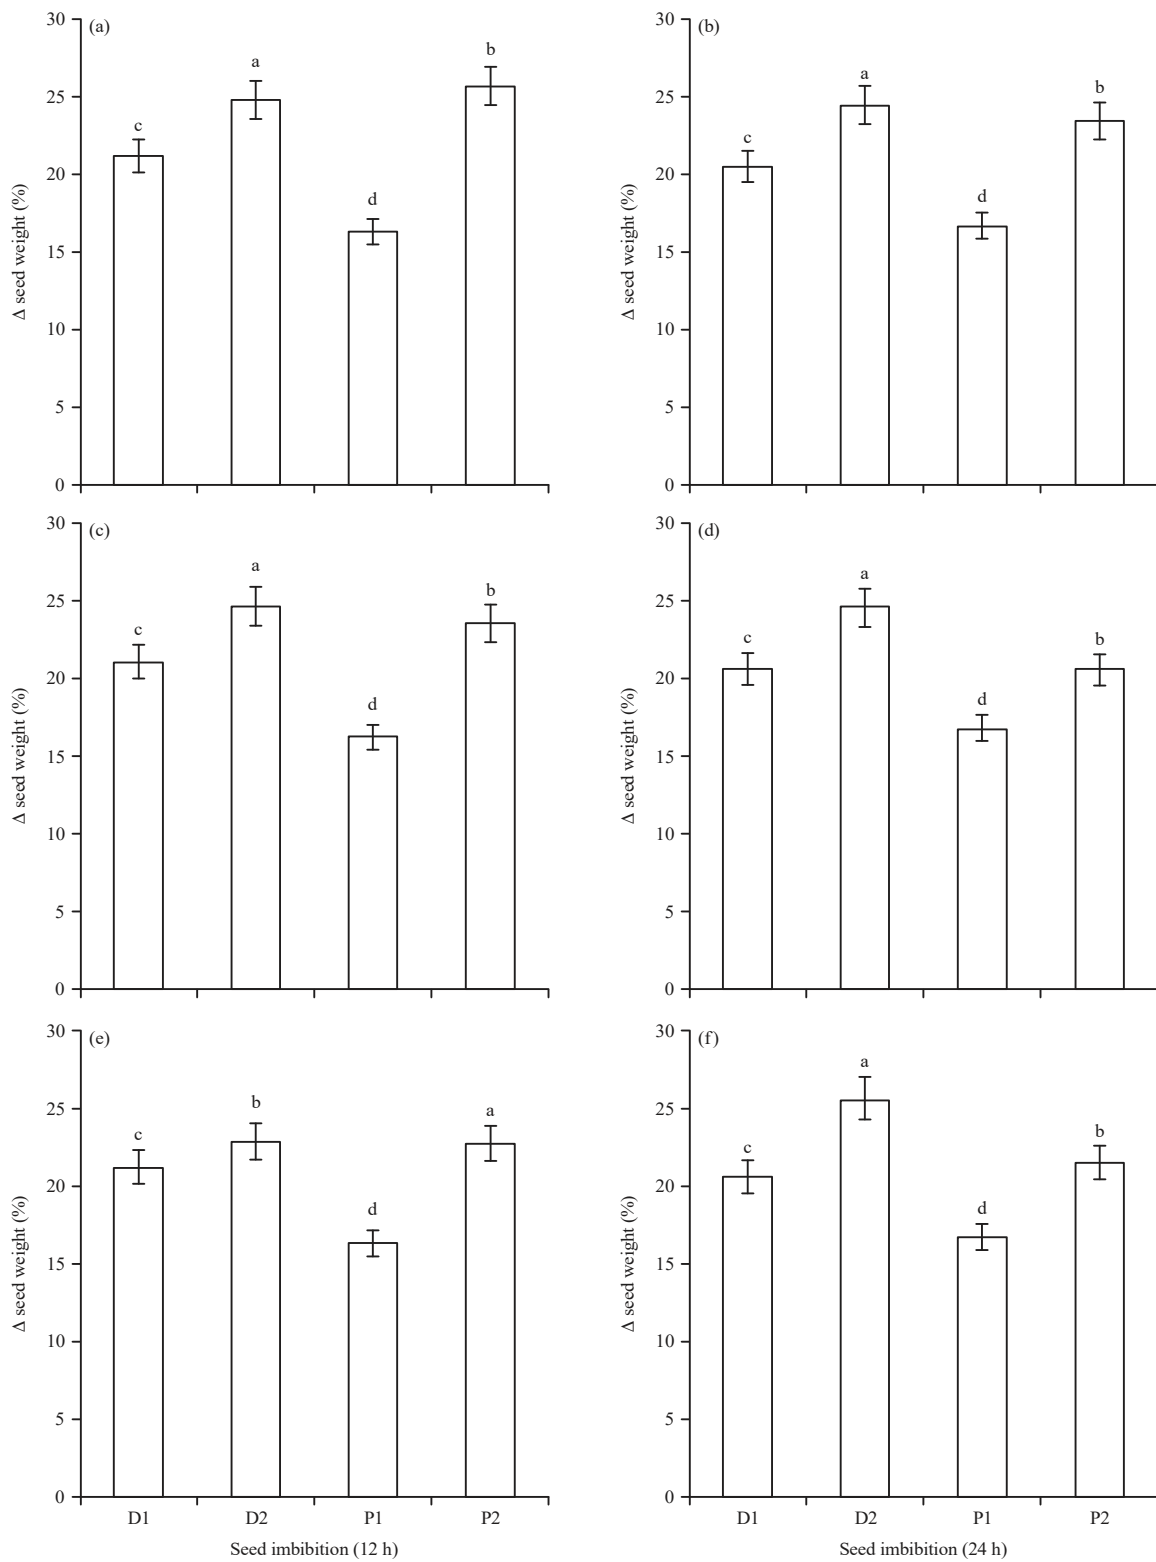 (a)
30
25
20
15
10
5
0
Δ seed weight (%)
c
a
d
b
(b)
30
25
20
15
10
5
0
Δ seed weight (%)
c
a
d
b
(c)
30
25
20
15
10
5
0
Δ seed weight (%)
c
a
d
b
(d)
30
25
20
15
10
5
0
Δ seed weight (%)
c
a
d
b
(e)
30
25
20
15
10
5
0
Δ seed weight (%)
c
b
d
a
D1 D2 P1 P2
Seed imbibition (12 h)
(f)
30
25
20
15
10
5
0
Δ seed weight (%)
c
a
d
b
D1 D2 P1 P2
Seed imbibition (24 h)